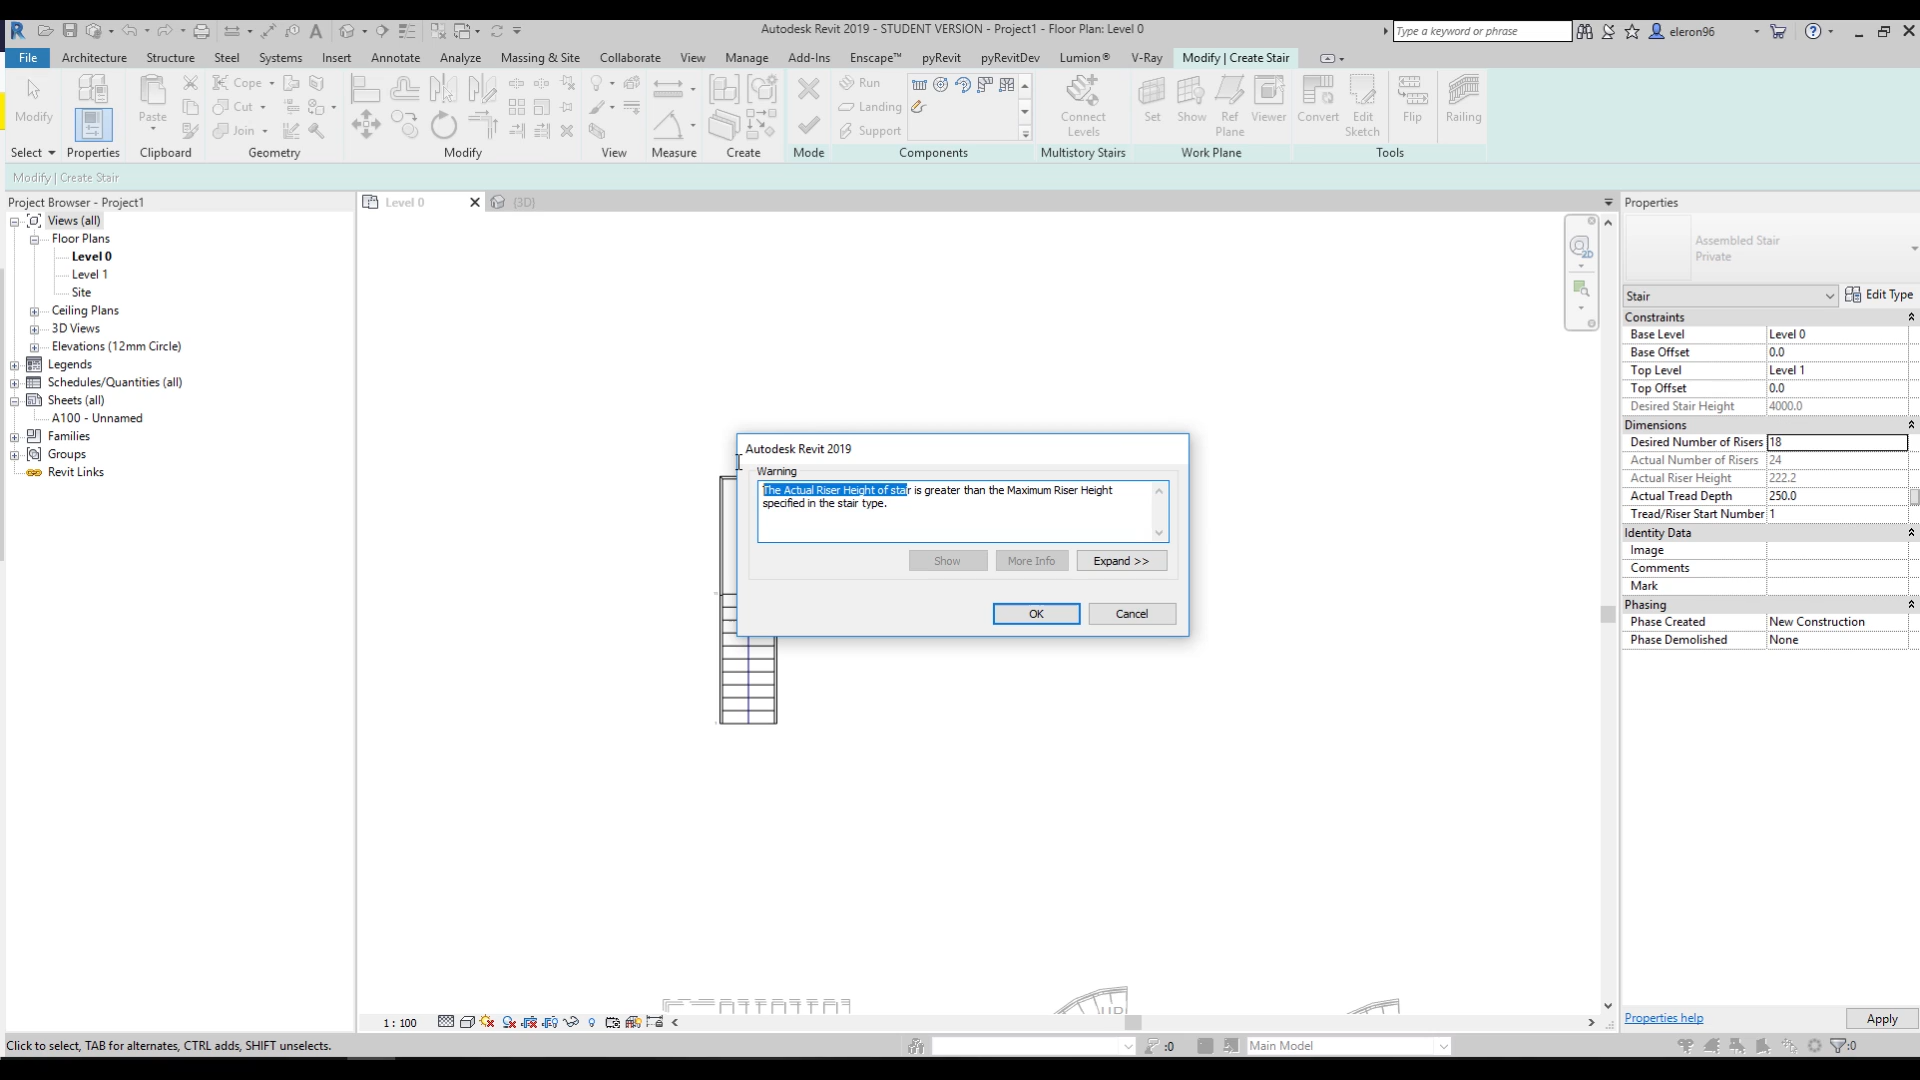 Autodesk Revit 2019 - STUDENT VERSION - Project1 - Floor Plan: Level 0
Type a keyword or phrase
eleron96
File Architecture Structure Steel Systems Insert Annotate Analyze Massing & Site Collaborate View Manage Add-Ins Enscape™ pyRevit pyRevitDev Lumion® V-Ray Modify | Create Stair
Modify
Paste
Cope
Cut
Join
Run
Landing
Support
Connect
Levels
Set
Show
Ref
Plane
Viewer
Convert
Edit
Sketch
Flip
Railing
Select Properties Clipboard Geometry Modify View Measure Create Mode Components Multistory Stairs Work Plane Tools
Modify | Create Stair
Project Browser - Project1
Views (all)
Floor Plans
Level 0
Level 1
Site
Ceiling Plans
3D Views
Elevations (12mm Circle)
Legends
Schedules/Quantities (all)
Sheets (all)
A100 - Unnamed
Families
Groups
Revit Links
Level 0
{3D}
2D
Autodesk Revit 2019
Warning
The Actual Riser Height of stair is greater than the Maximum Riser Height
specified in the stair type.
Show
More Info
Expand >>
OK
Cancel
UP
Properties
Assembled Stair
Private
Stair
Edit Type
Constraints
Base Level Level 0
Base Offset 0.0
Top Level Level 1
Top Offset 0.0
Desired Stair Height 4000.0
Dimensions
Desired Number of Risers 18
Actual Number of Risers 24
Actual Riser Height 222.2
Actual Tread Depth 250.0
Tread/Riser Start Number 1
Identity Data
Image
Comments
Mark
Phasing
Phase Created New Construction
Phase Demolished None
Properties help
Apply
1 : 100
Click to select, TAB for alternates, CTRL adds, SHIFT unselects.
:0
Main Model
:0